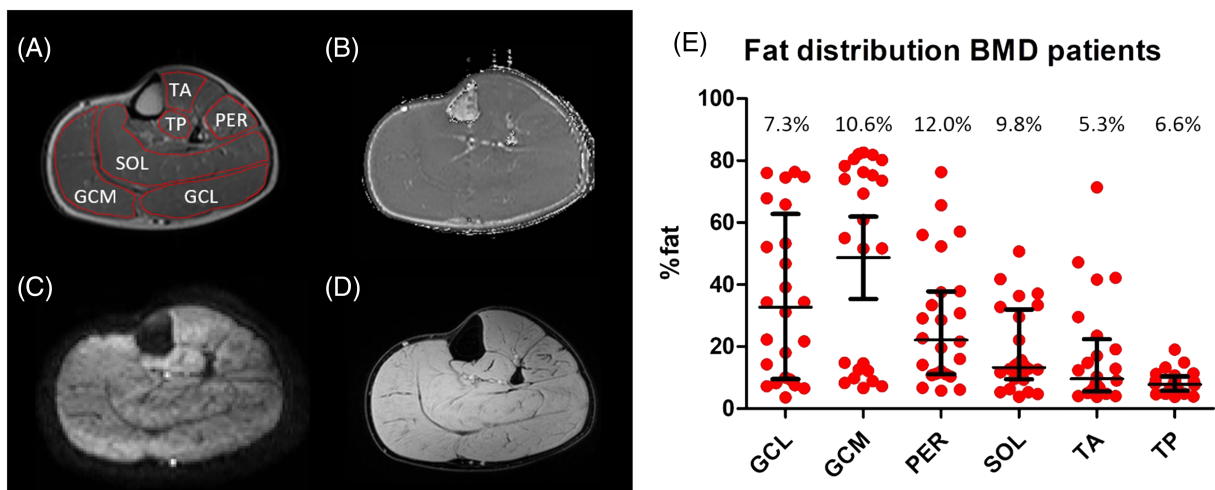 (A)
TA
TP
PER
SOL
GCM
GCL
(B)
(C)
(D)
(E)
Fat distribution BMD patients
%fat
100
80
60
40
20
0
7.3%
10.6%
12.0%
9.8%
5.3%
6.6%
GCL
GCM
PER
SOL
TA
TP